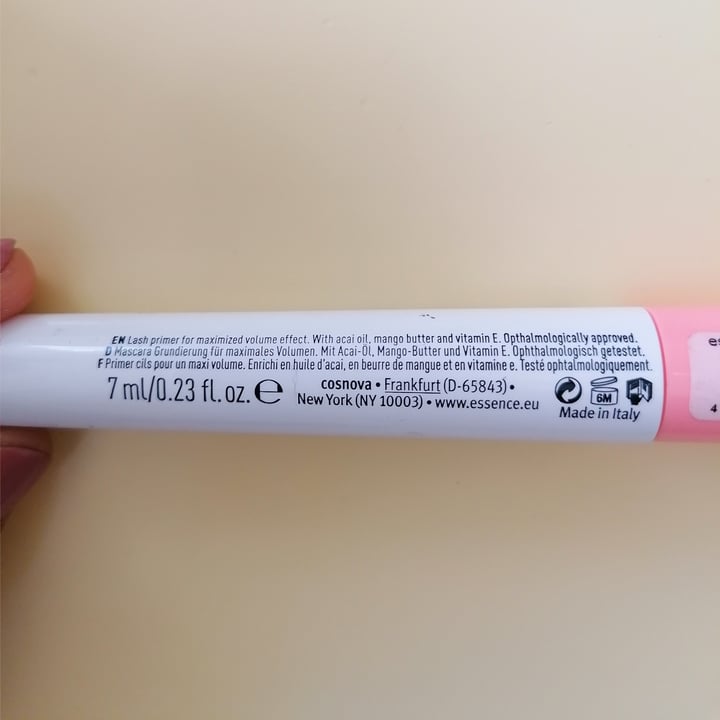 EN Lash primer for maximized volume effect. With acai oil, mango butter and vitamin E. Opthalmologically approved.
D Mascara Grundierung für maximales Volumen. Mit Acai-Öl, Mango-Butter und Vitamin E. Ophthalmologisch getestet.
F Primer cils pour un maxi volume. Enrichi en huile d'acai, en beurre de mangue et en vitamine e. Testé ophtalmologiquement.
7 ml/0.23 fl.oz. ℮
cosnova • Frankfurt (D-65843) •
New York (NY 10003) • www.essence.eu
6M
Made in Italy
es
4